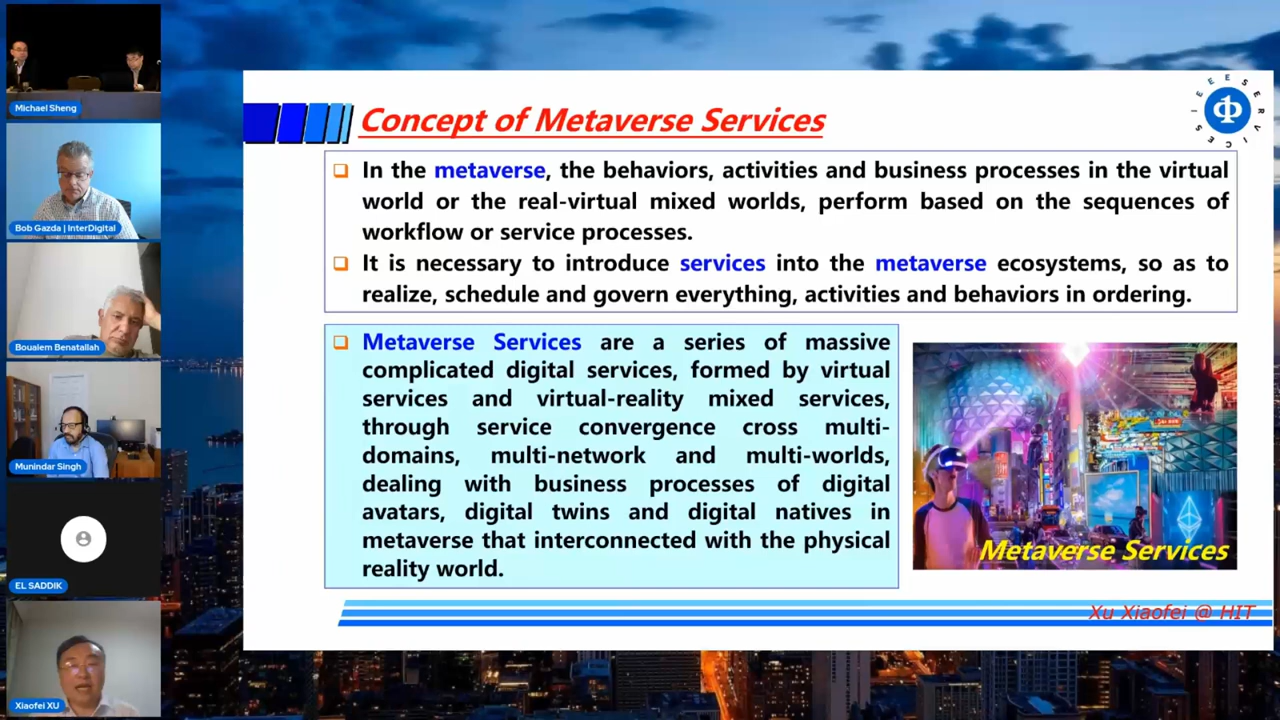 Michael Sheng
Bob Gazda | InterDigital
Boualem Benatallah
Munindar Singh
EL SADDIK
Xiaofei XU
Concept of Metaverse Services
IEEE SERVICES
❑ In the metaverse, the behaviors, activities and business processes in the virtual
world or the real-virtual mixed worlds, perform based on the sequences of
workflow or service processes.
❑ It is necessary to introduce services into the metaverse ecosystems, so as to
realize, schedule and govern everything, activities and behaviors in ordering.
❑ Metaverse Services are a series of massive
complicated digital services, formed by virtual
services and virtual-reality mixed services,
through service convergence cross multi-
domains, multi-network and multi-worlds,
dealing with business processes of digital
avatars, digital twins and digital natives in
metaverse that interconnected with the physical
reality world.
Metaverse Services
Xu Xiaofei @ HIT